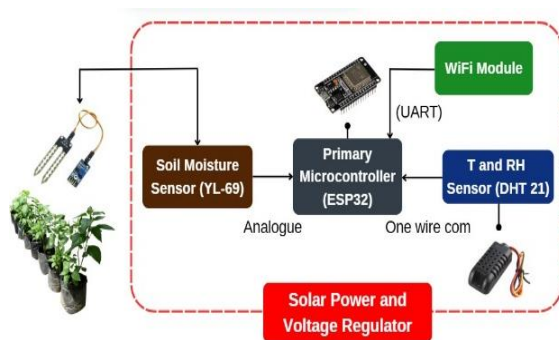 WiFi Module
(UART)
Soil Moisture
Sensor (YL-69)
Primary
Microcontroller
(ESP32)
T and RH
Sensor (DHT 21)
Analogue
One wire com
Solar Power and
Voltage Regulator